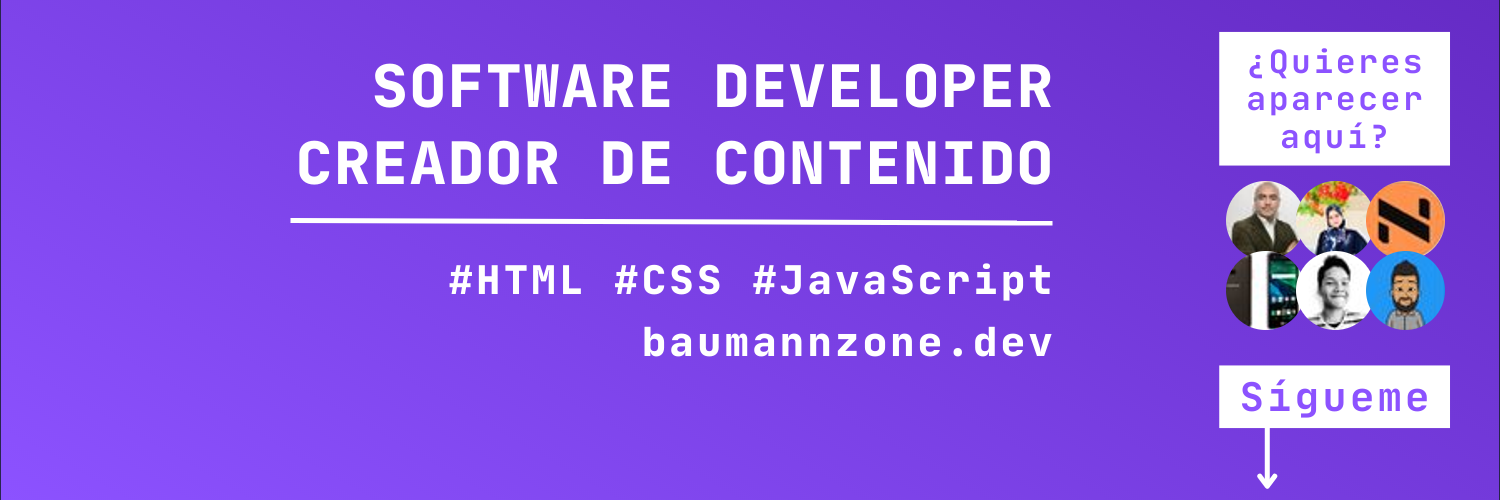 SOFTWARE DEVELOPER
CREADOR DE CONTENIDO
#HTML #CSS #JavaScript
baumannzone.dev
¿Quieres
aparecer
aquí?
Sígueme